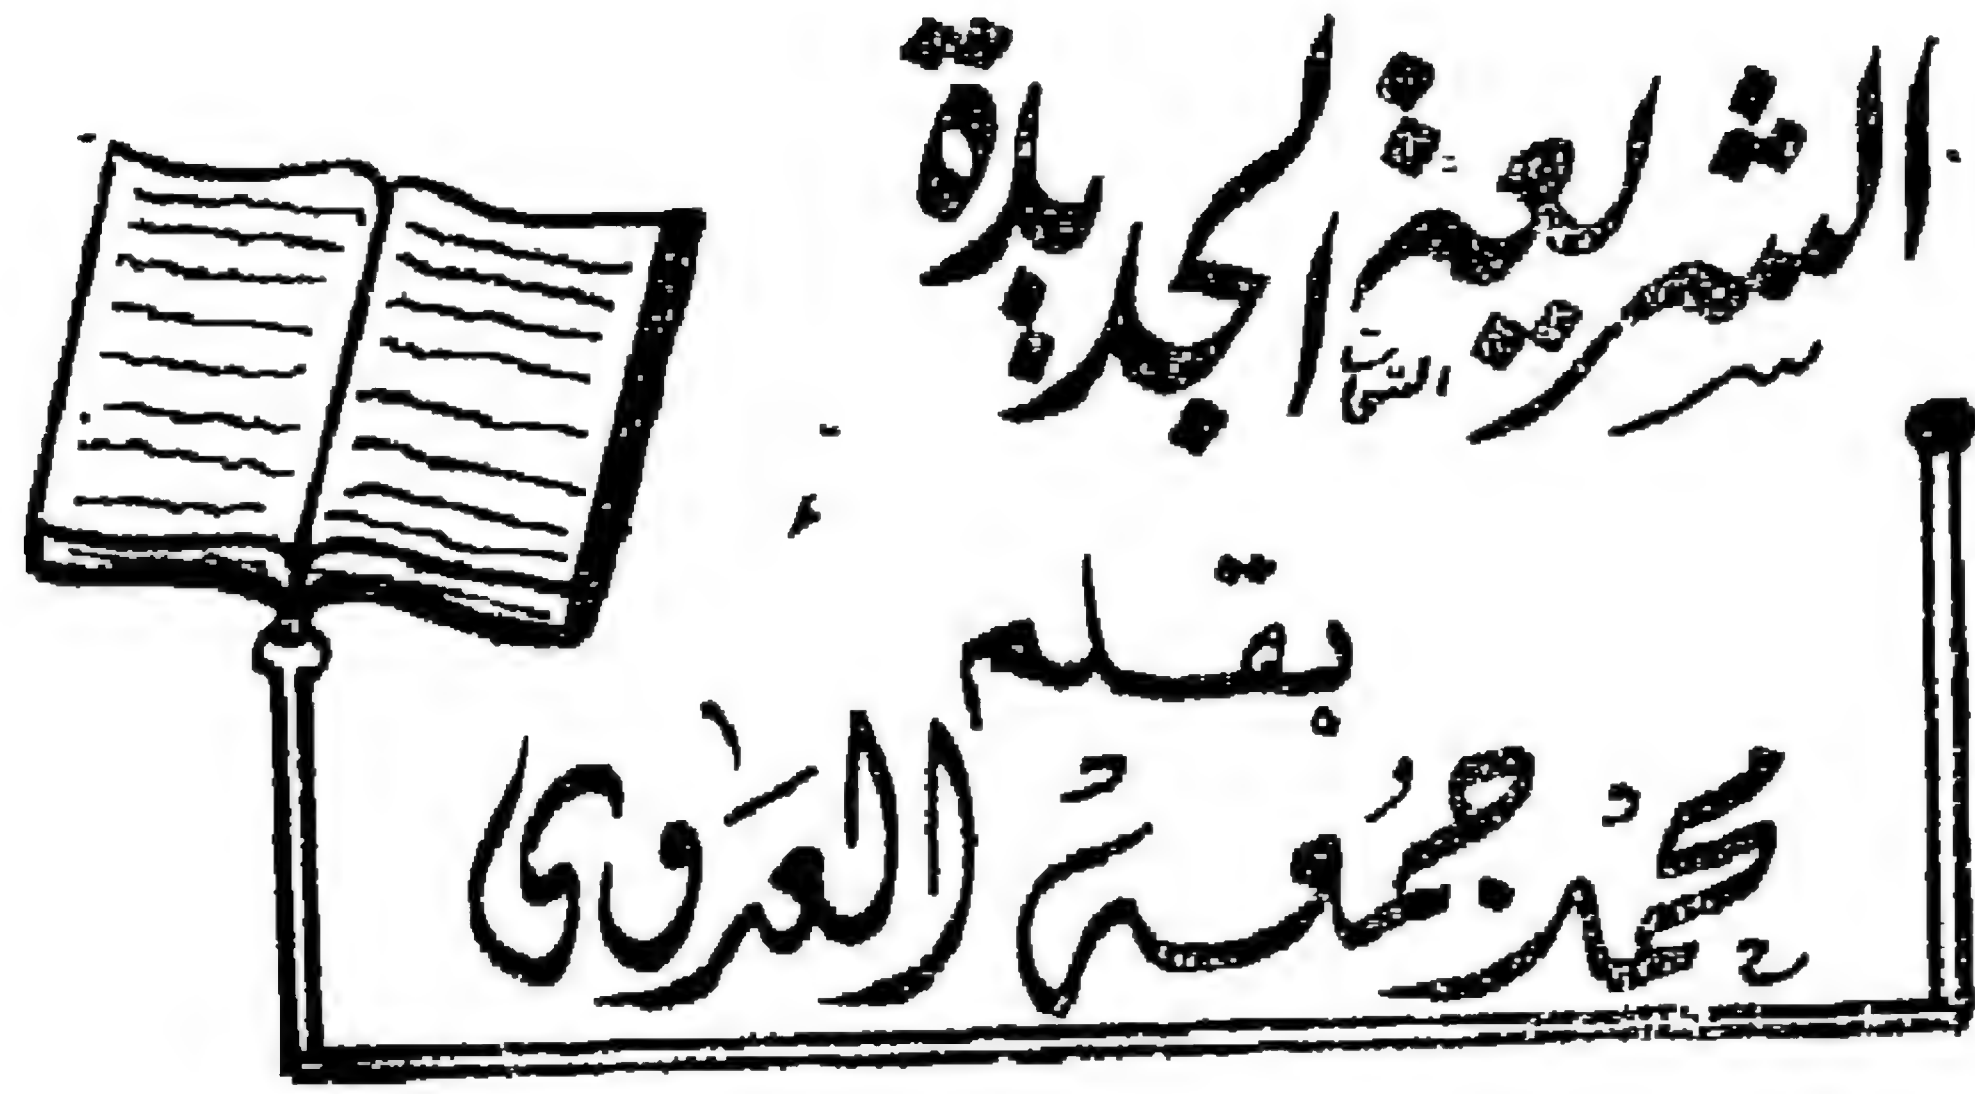 الشريعة الجديدة
بقلم
محمد جمعة العدوى